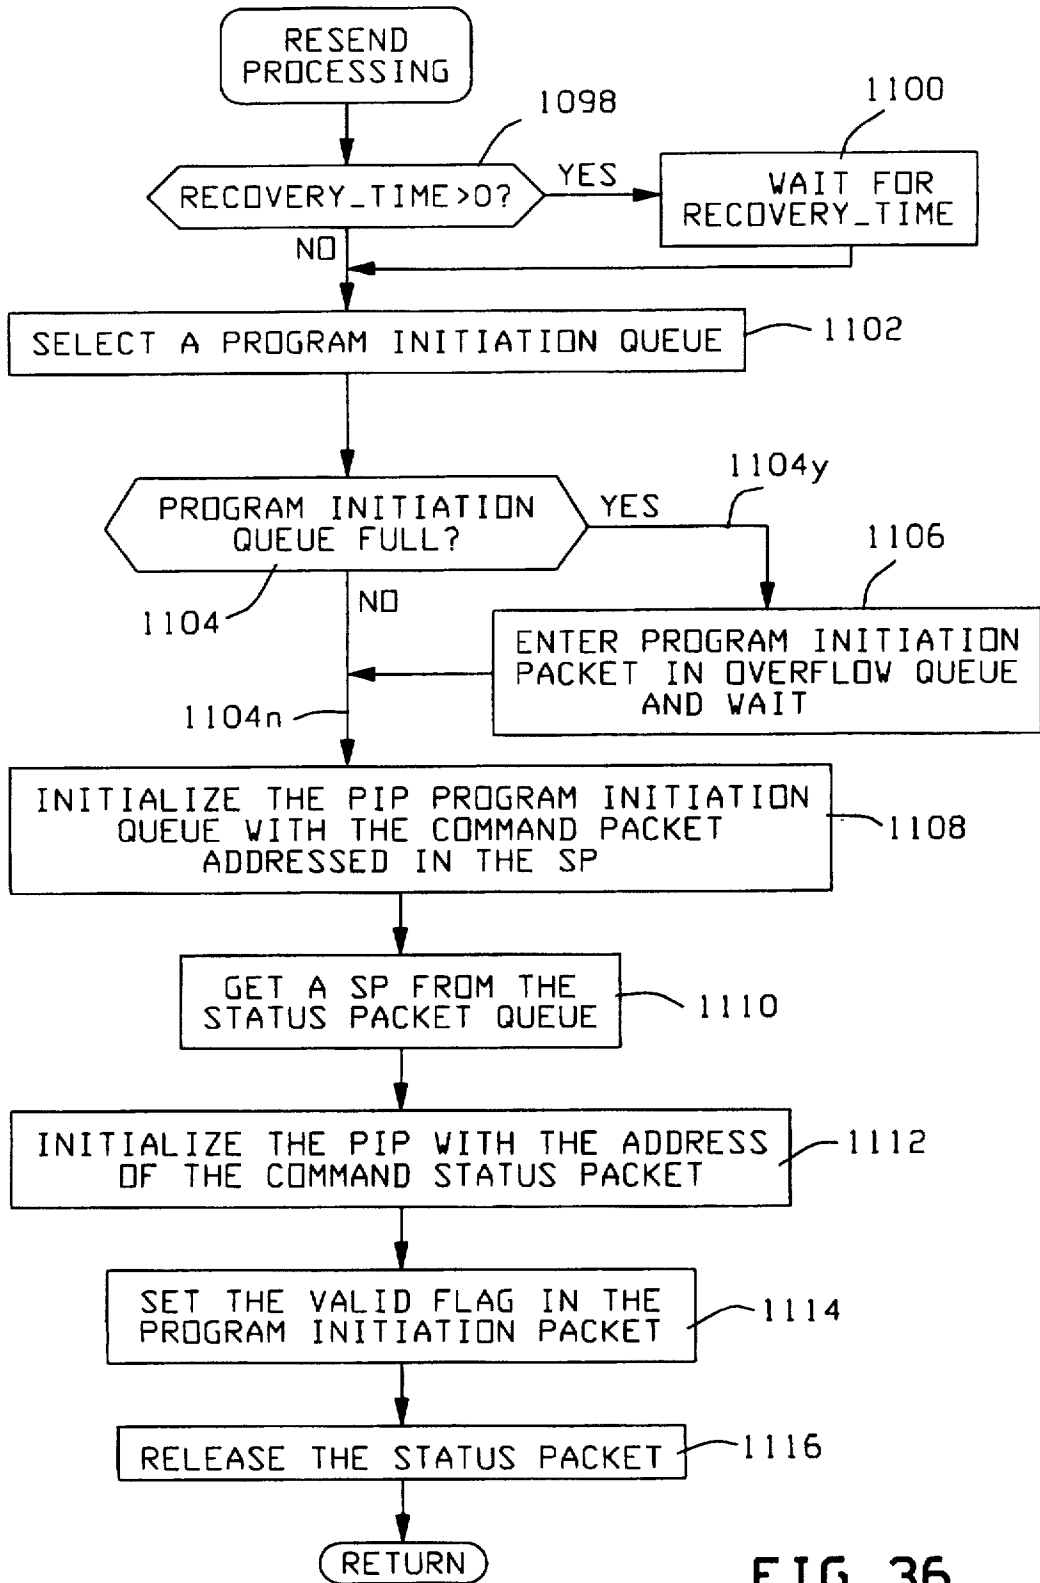 RESEND
PROCESSING
1098
1100
RECOVERY_TIME>0?
YES
WAIT FOR
RECOVERY_TIME
NO
SELECT A PROGRAM INITIATION QUEUE
1102
PROGRAM INITIATION
QUEUE FULL?
YES
1104y
1106
1104
NO
ENTER PROGRAM INITIATION
PACKET IN OVERFLOW QUEUE
AND WAIT
1104n
INITIALIZE THE PIP PROGRAM INITIATION
QUEUE WITH THE COMMAND PACKET
ADDRESSED IN THE SP
1108
GET A SP FROM THE
STATUS PACKET QUEUE
1110
INITIALIZE THE PIP WITH THE ADDRESS
OF THE COMMAND STATUS PACKET
1112
SET THE VALID FLAG IN THE
PROGRAM INITIATION PACKET
1114
RELEASE THE STATUS PACKET
1116
RETURN
FIG. 36